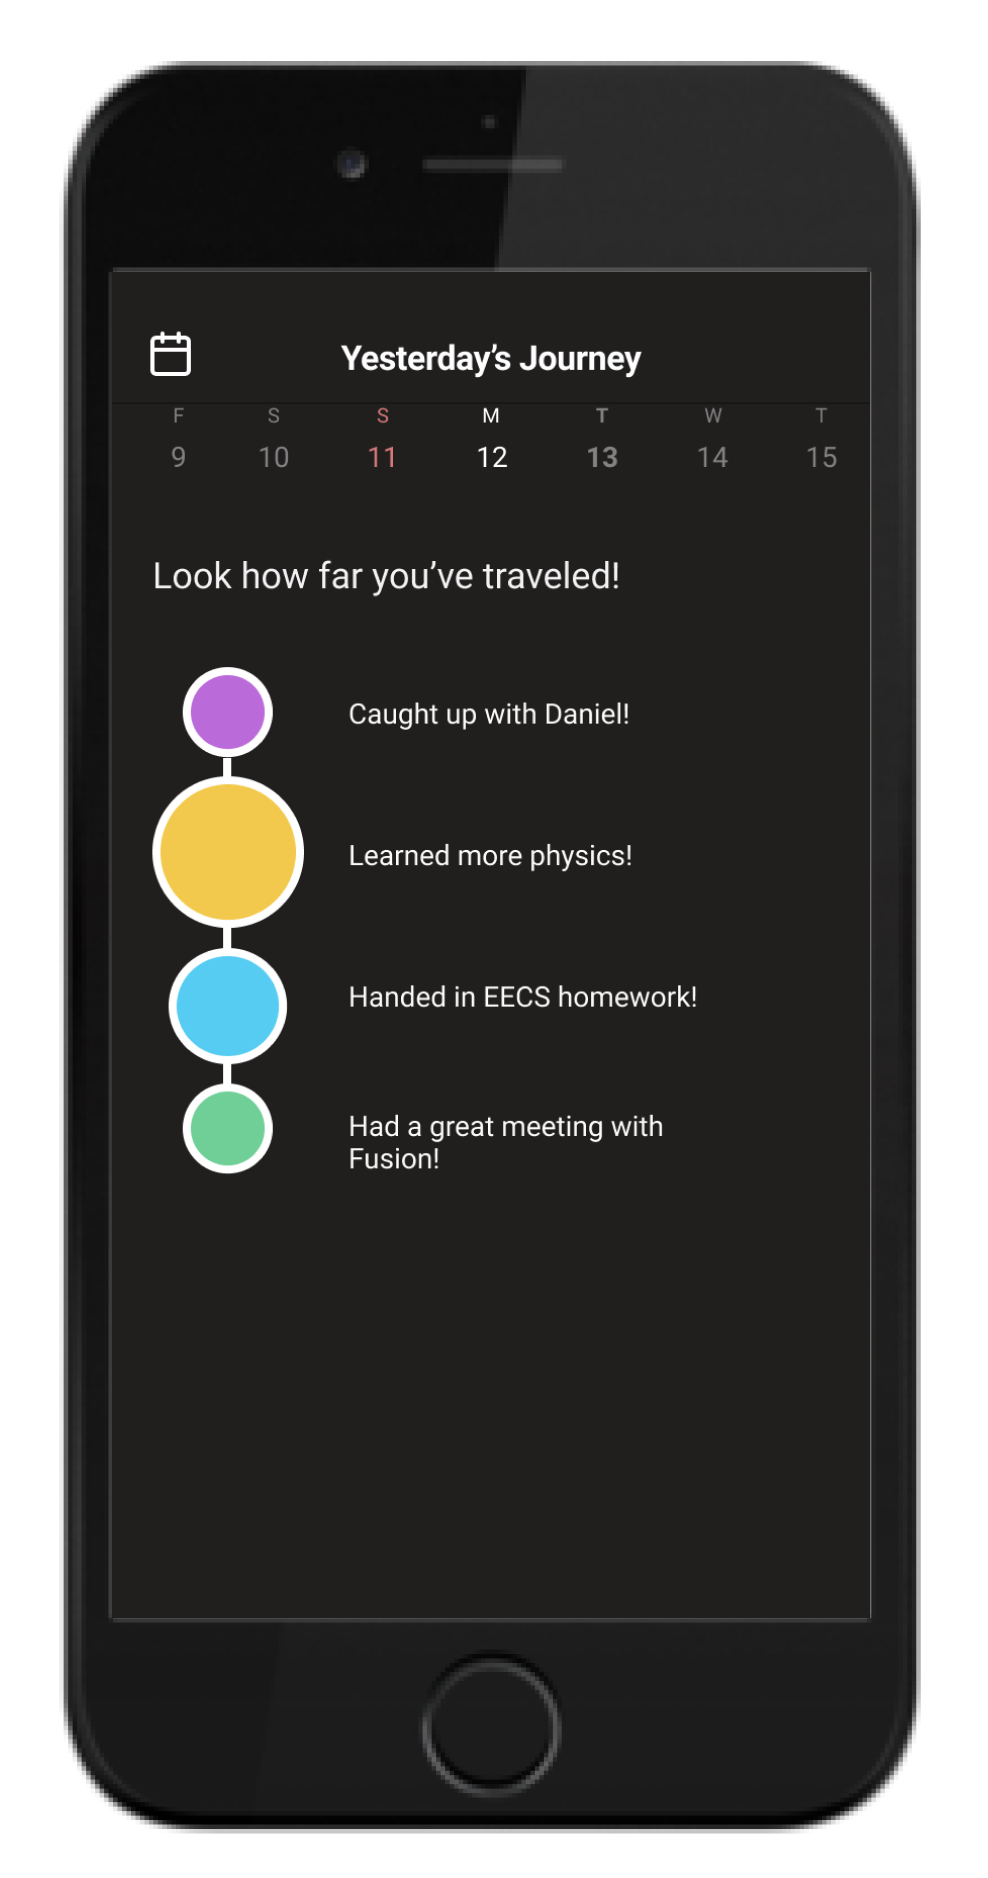 Yesterday’s Journey
F S S M T W T
9 10 11 12 13 14 15
Look how far you’ve traveled!
Caught up with Daniel!
Learned more physics!
Handed in EECS homework!
Had a great meeting with
Fusion!